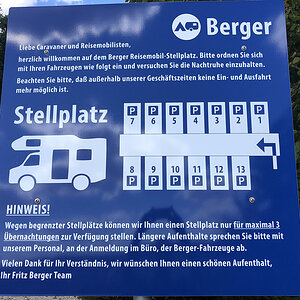 Berger
Liebe Caravaner und Reisemobilisten,
herzlich willkommen auf dem Berger Reisemobil-Stellplatz. Bitte ordnen Sie sich
mit Ihren Fahrzeugen wie folgt ein und versuchen Sie die Nachtruhe einzuhalten.
Beachten Sie bitte, daß außerhalb unserer Geschäftszeiten keine Ein- und Ausfahrt
mehr möglich ist.
Stellplatz
P P P P P P P
7 6 5 4 3 2 1
8 9 10 11 12 13
P P P P P P
HINWEIS!
Wegen begrenzter Stellplätze können wir Ihnen einen Stellplatz nur für maximal 3
Übernachtungen zur Verfügung stellen. Längere Aufenthalte sprechen Sie bitte mit
unserem Personal, an der Anmeldung im Büro, der Berger-Fahrzeuge ab.
Vielen Dank für Ihr Verständnis, wir wünschen Ihnen einen schönen Aufenthalt,
Ihr Fritz Berger Team